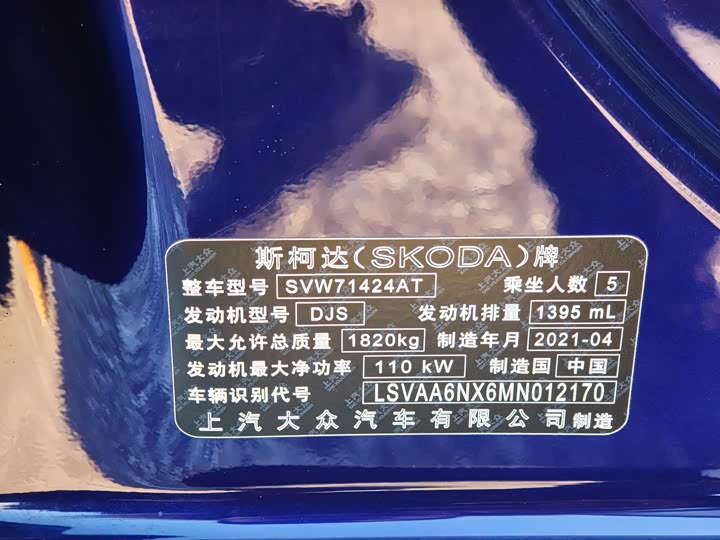 斯柯达(SKODA)牌
整车型号 SVW71424AT 乘坐人数 5
发动机型号 DJS 发动机排量 1395 mL
最大允许总质量 1820kg 制造年月 2021-04
发动机最大净功率 110 kW 制造国 中国
车辆识别代号 LSVAA6NX6MN012170
上汽大众汽车有限公司 制造